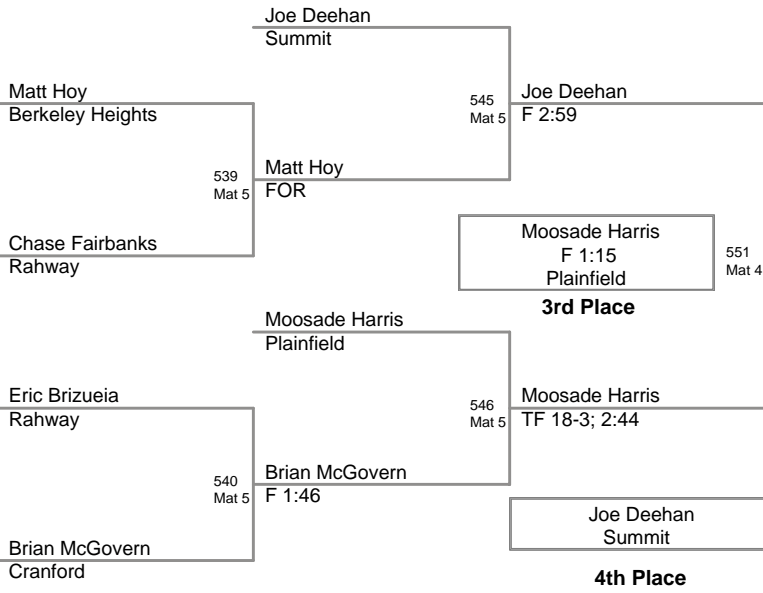 Joe Deehan
Summit
Matt Hoy
Berkeley Heights
545
Mat 5
Joe Deehan
F 2:59
539
Mat 5
Matt Hoy
FOR
Chase Fairbanks
Rahway
Moosade Harris
F 1:15
Plainfield
551
Mat 4
3rd Place
Moosade Harris
Plainfield
Eric Brizueia
Rahway
546
Mat 5
Moosade Harris
TF 18-3; 2:44
540
Mat 5
Brian McGovern
F 1:46
Joe Deehan
Summit
Brian McGovern
Cranford
4th Place